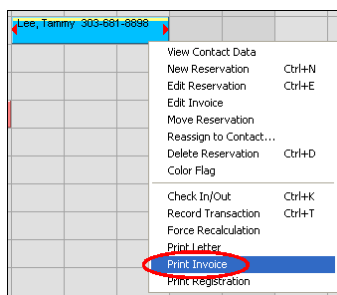 Lee, Tammy 303-681-8898
View Contact Data
New Reservation Ctrl+N
Edit Reservation Ctrl+E
Edit Invoice
Move Reservation
Reassign to Contact...
Delete Reservation Ctrl+D
Color Flag
Check In/Out Ctrl+K
Record Transaction Ctrl+T
Force Recalculation
Print Letter
Print Invoice
Print Registration